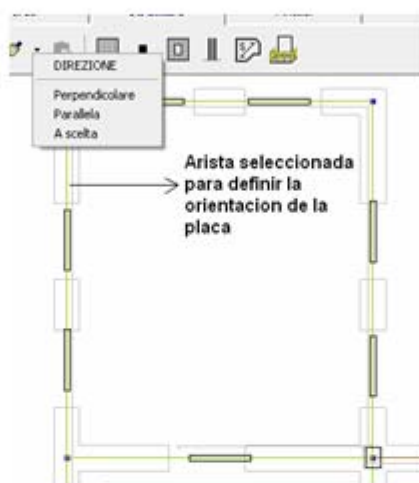 DIREZIONE
Perpendicolare
Parallela
A scelta
Arista seleccionada
para definir la
orientacion de la
placa